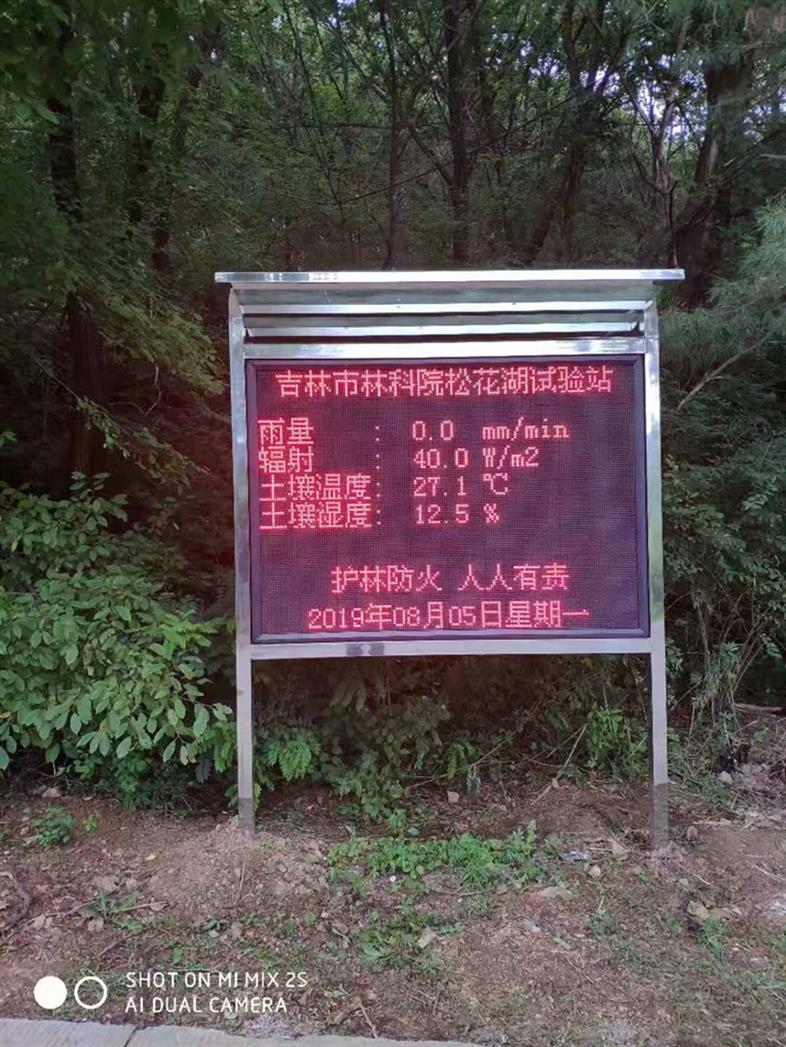 吉林市林科院松花湖试验站
雨量 : 0.0 mm/min
辐射 : 40.0 W/m2
土壤温度: 27.1 ℃
土壤湿度: 12.5 %
护林防火 人人有责
2019年08月05日星期一
SHOT ON MI MIX 2S
AI DUAL CAMERA